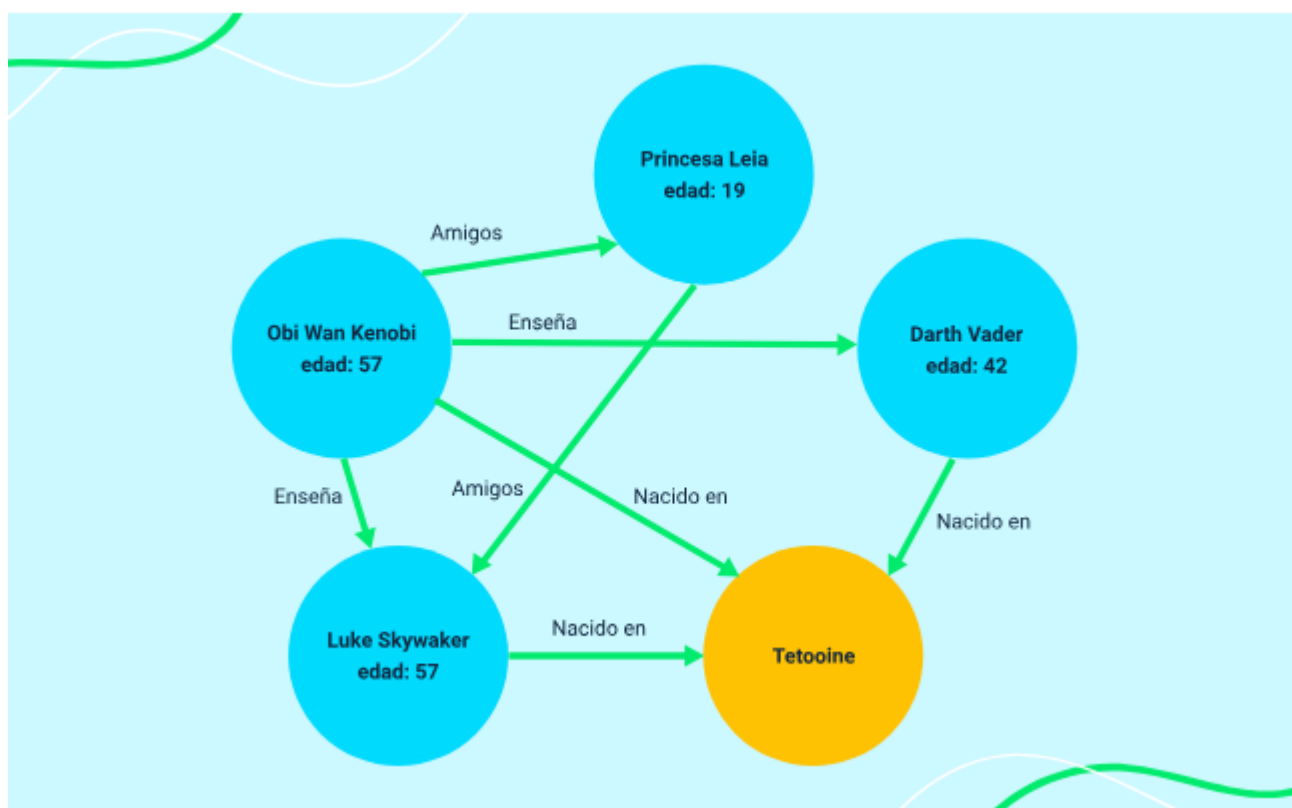 Princesa Leia
edad: 19
Amigos
Obi Wan Kenobi
edad: 57
Enseña
Darth Vader
edad: 42
Enseña
Amigos
Nacido en
Nacido en
Luke Skywaker
edad: 57
Nacido en
Tetooine